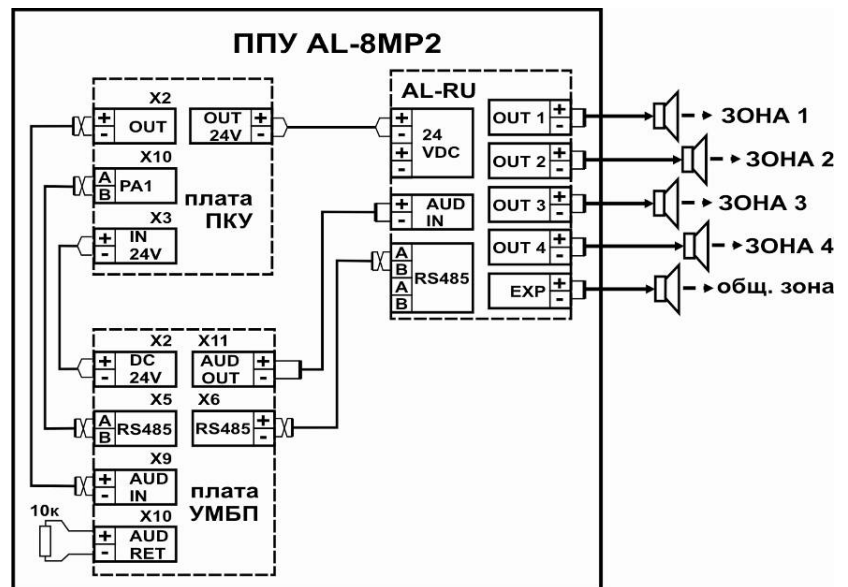 ППУ AL-8MP2
X2
+
-
OUT
OUT
24V
+
-
X10
A
B
PA1
X3
+
-
IN
24V
плата
ПКУ
AL-RU
+
-
+
-
24
VDC
+
-
AUD
IN
A
B
A
B
RS485
OUT 1
+
-
OUT 2
+
-
OUT 3
+
-
OUT 4
+
-
EXP
+
-
ЗОНА 1
ЗОНА 2
ЗОНА 3
ЗОНА 4
общ. зона
X2
+
-
DC
24V
X11
AUD
OUT
+
-
X5
A
B
RS485
X6
RS485
+
-
X9
+
-
AUD
IN
плата
УМБП
10к
X10
+
-
AUD
RET